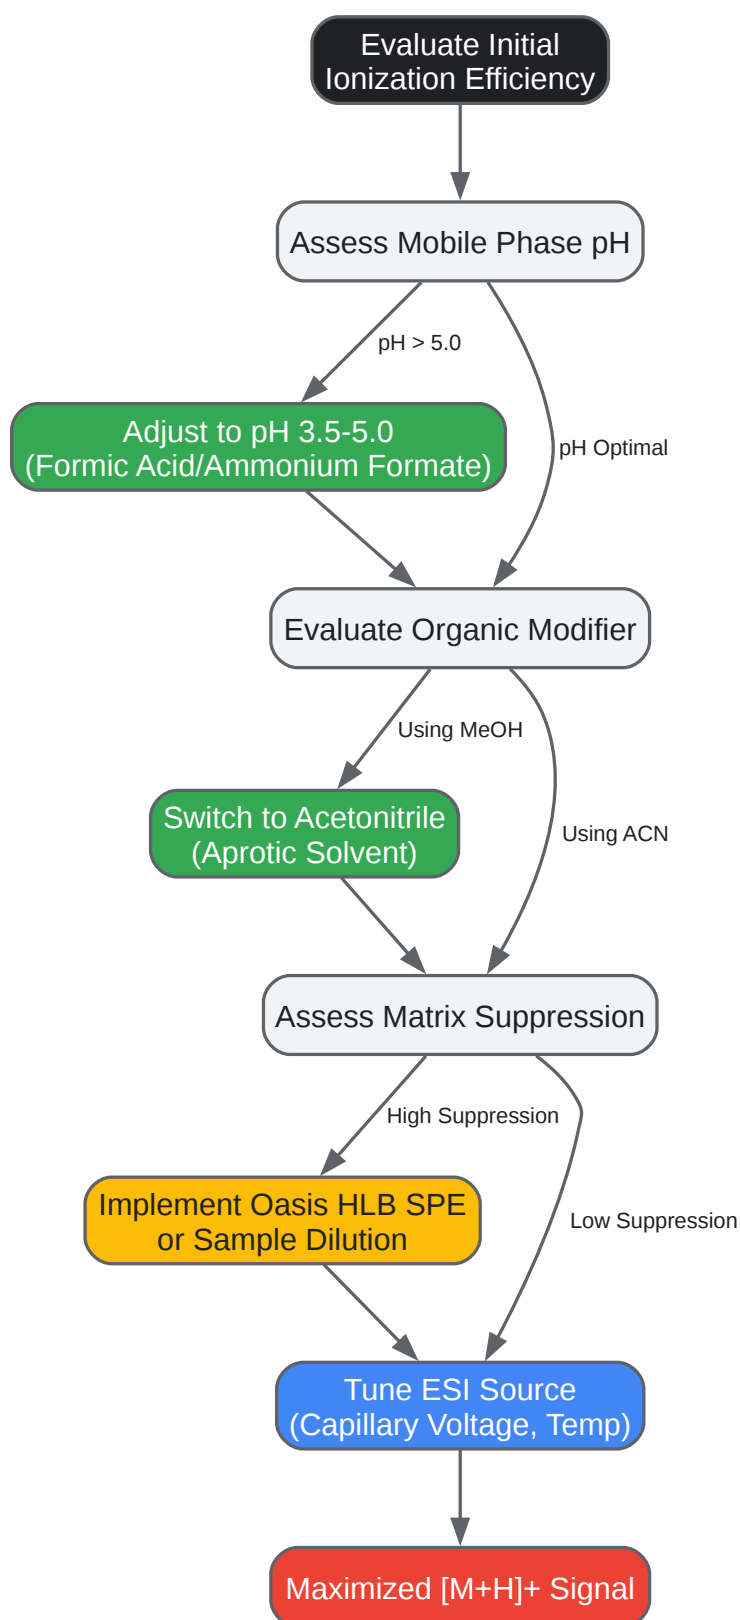 Evaluate Initial
Ionization Efficiency
Assess Mobile Phase pH
pH > 5.0
Adjust to pH 3.5-5.0
(Formic Acid/Ammonium Formate)
pH Optimal
Evaluate Organic Modifier
Using MeOH
Switch to Acetonitrile
(Aprotic Solvent)
Using ACN
Assess Matrix Suppression
High Suppression
Implement Oasis HLB SPE
or Sample Dilution
Low Suppression
Tune ESI Source
(Capillary Voltage, Temp)
Maximized [M+H]+ Signal